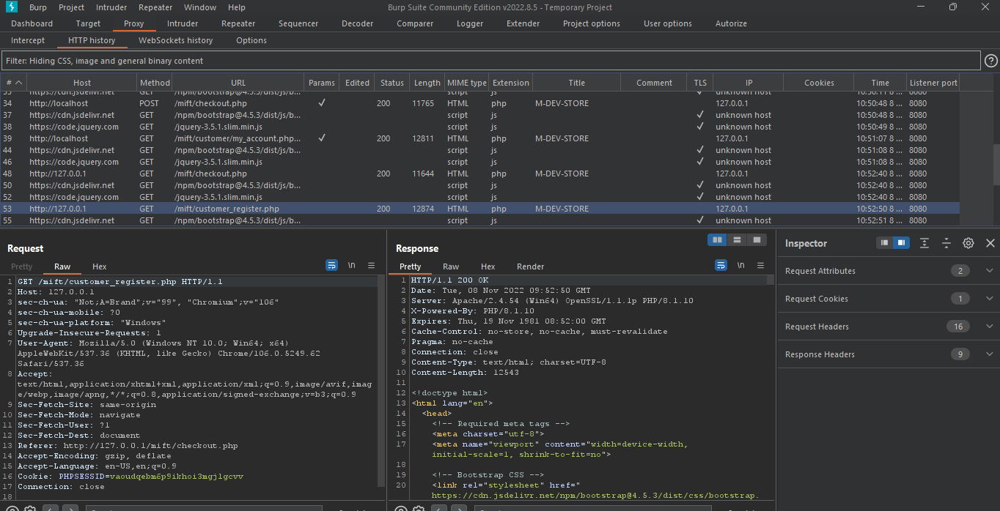 Burp Project Intruder Repeater Window Help Burp Suite Community Edition v2022.8.5 - Temporary Project
Dashboard Target Proxy Intruder Repeater Sequencer Decoder Comparer Logger Extender Project options User options Autorize
Intercept HTTP history WebSockets history Options
Filter: Hiding CSS, image and general binary content
# Host Method URL Params Edited Status Length MIME type Extension Title Comment TLS IP Cookies Time Listener port
https://cdn.jsdelivr.net GET /npm/bootstrap@4.5.3/dist/js/b... script js ✓ unknown host 10:50:11 8 ... 8080
34 http://localhost POST /mift/checkout.php ✓ 200 11765 HTML php M-DEV-STORE 127.0.0.1 10:50:48 8 ... 8080
37 https://cdn.jsdelivr.net GET /npm/bootstrap@4.5.3/dist/js/b... script js ✓ unknown host 10:50:48 8 ... 8080
38 https://code.jquery.com GET /jquery-3.5.1.slim.min.js script js ✓ unknown host 10:50:49 8 ... 8080
39 http://localhost GET /mift/customer/my_account.php... ✓ 200 12811 HTML php M-DEV-STORE 127.0.0.1 10:51:07 8 ... 8080
44 https://cdn.jsdelivr.net GET /npm/bootstrap@4.5.3/dist/js/b... script js ✓ unknown host 10:51:08 8 ... 8080
46 https://code.jquery.com GET /jquery-3.5.1.slim.min.js script js ✓ unknown host 10:51:08 8 ... 8080
48 http://127.0.0.1 GET /mift/checkout.php 200 11644 HTML php M-DEV-STORE 127.0.0.1 10:52:40 8 ... 8080
50 https://cdn.jsdelivr.net GET /npm/bootstrap@4.5.3/dist/js/b... script js ✓ unknown host 10:52:40 8 ... 8080
52 https://code.jquery.com GET /jquery-3.5.1.slim.min.js script js ✓ unknown host 10:52:40 8 ... 8080
53 http://127.0.0.1 GET /mift/customer_register.php 200 12874 HTML php M-DEV-STORE 127.0.0.1 10:52:50 8 ... 8080
55 https://cdn.jsdelivr.net GET /npm/bootstrap@4.5.3/dist/js/b... script js ✓ unknown host 10:52:51 8 ... 8080
Request
Pretty Raw Hex \n
1 GET /mift/customer_register.php HTTP/1.1
2 Host: 127.0.0.1
3 sec-ch-ua: "Not;A=Brand";v="99", "Chromium";v="106"
4 sec-ch-ua-mobile: ?0
5 sec-ch-ua-platform: "Windows"
6 Upgrade-Insecure-Requests: 1
7 User-Agent: Mozilla/5.0 (Windows NT 10.0; Win64; x64)
AppleWebKit/537.36 (KHTML, like Gecko) Chrome/106.0.5249.62
Safari/537.36
8 Accept:
text/html,application/xhtml+xml,application/xml;q=0.9,image/avif,imag
e/webp,image/apng,*/*;q=0.8,application/signed-exchange;v=b3;q=0.9
9 Sec-Fetch-Site: same-origin
10 Sec-Fetch-Mode: navigate
11 Sec-Fetch-User: ?1
12 Sec-Fetch-Dest: document
13 Referer: http://127.0.0.1/mift/checkout.php
14 Accept-Encoding: gzip, deflate
15 Accept-Language: en-US,en;q=0.9
16 Cookie: PHPSESSID=vaoudqebm6p9ikhoi3mgjlgcvv
17 Connection: close
18
Response
Pretty Raw Hex Render \n
1 HTTP/1.1 200 OK
2 Date: Tue, 08 Nov 2022 09:52:50 GMT
3 Server: Apache/2.4.54 (Win64) OpenSSL/1.1.1p PHP/8.1.10
4 X-Powered-By: PHP/8.1.10
5 Expires: Thu, 19 Nov 1981 08:52:00 GMT
6 Cache-Control: no-store, no-cache, must-revalidate
7 Pragma: no-cache
8 Connection: close
9 Content-Type: text/html; charset=UTF-8
10 Content-Length: 12543
11
12 <!doctype html>
13 <html lang="en">
14 <head>
15 <!-- Required meta tags -->
16 <meta charset="utf-8">
17 <meta name="viewport" content="width=device-width,
initial-scale=1, shrink-to-fit=no">
18
19 <!-- Bootstrap CSS -->
20 <link rel="stylesheet" href="
https://cdn.jsdelivr.net/npm/bootstrap@4.5.3/dist/css/bootstrap.
Inspector
Request Attributes 2
Request Cookies 1
Request Headers 16
Response Headers 9